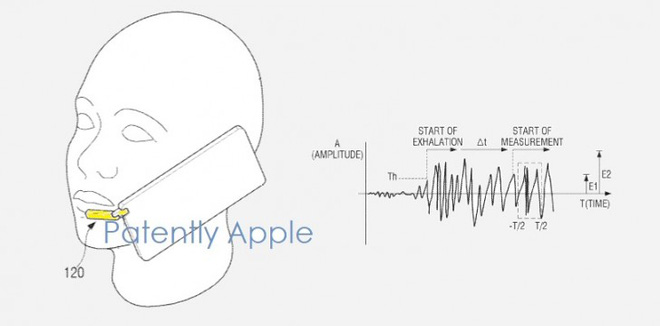 Patently Apple
120
A
(AMPLITUDE)
START OF
EXHALATION
Δt
START OF
MEASUREMENT
Th
E2
E1
T(TIME)
-T/2
T/2